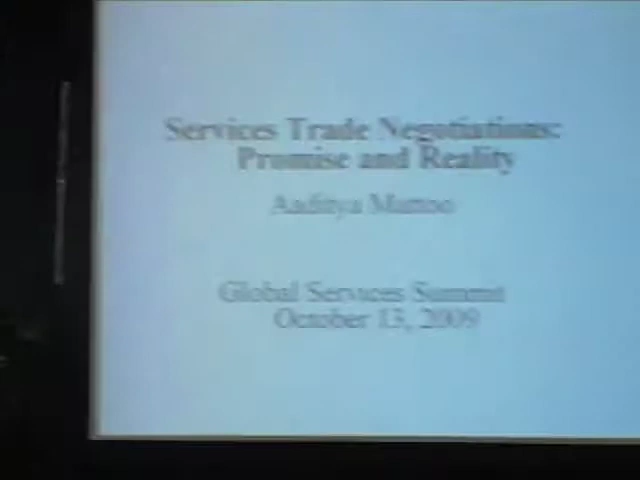 Services Trade Negotiations:
Promise and Reality
Aaditya Mattoo
Global Services Summit
October 13, 2009